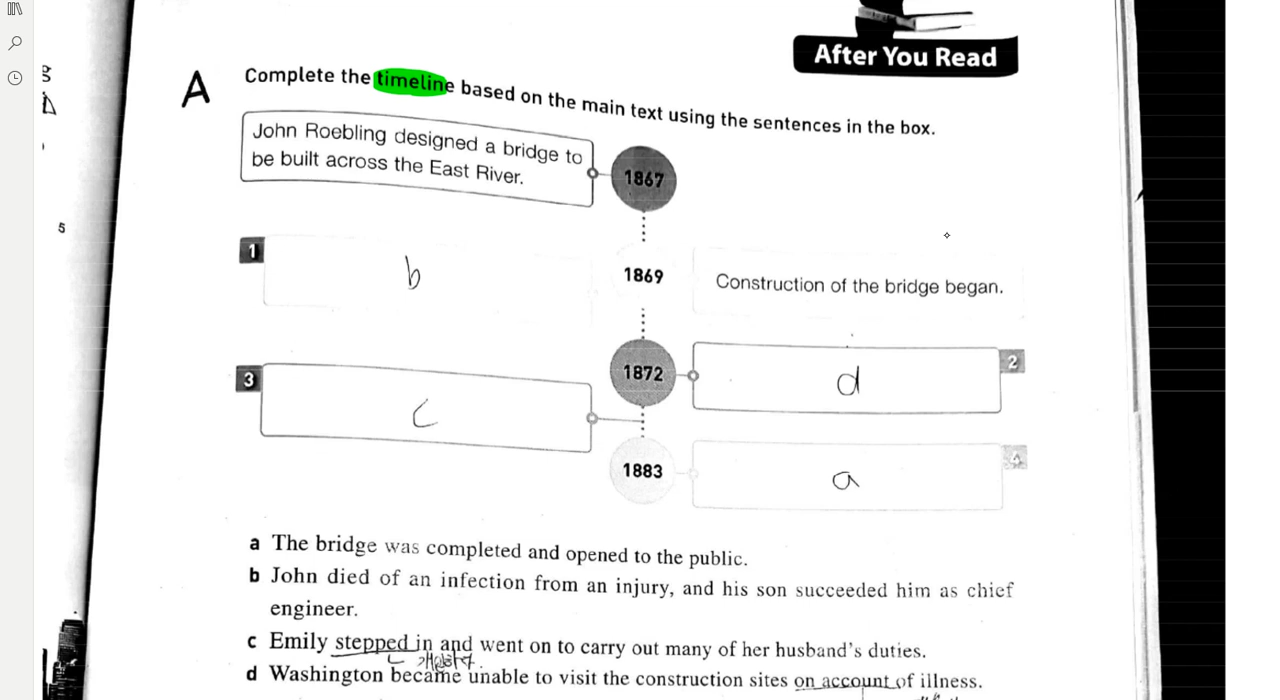 After You Read
A
Complete the timeline based on the main text using the sentences in the box.
John Roebling designed a bridge to
be built across the East River.
1867
5
1
b
1869
Construction of the bridge began.
1872
2
d
3
c
1883
4
a
a The bridge was completed and opened to the public.
b John died of an infection from an injury, and his son succeeded him as chief
engineer.
c Emily stepped in and went on to carry out many of her husband's duties.
d Washington became unable to visit the construction sites on account of illness.